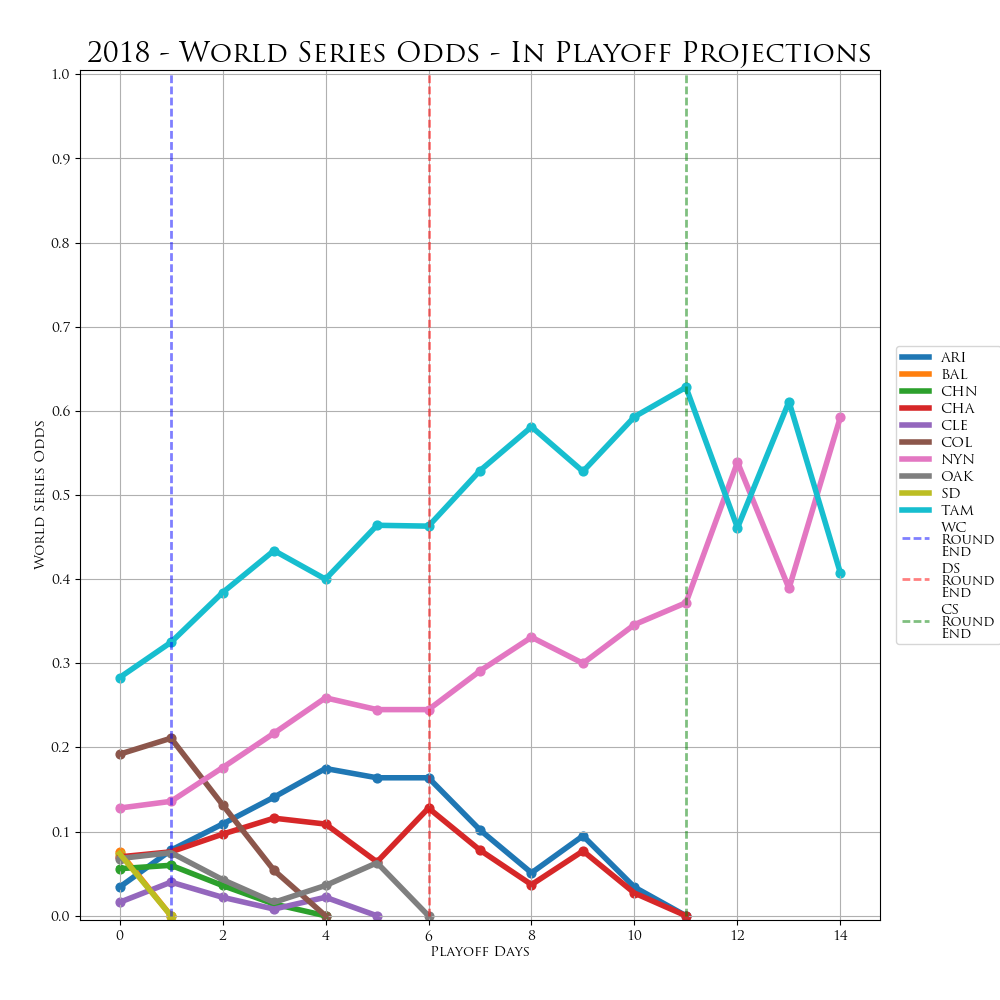 2018 - World Series Odds - In Playoff Projections
1.0
0.9
0.8
0.7
0.6
0.5
0.4
0.3
0.2
0.1
0.0
World Series Odds
0 2 4 6 8 10 12 14
Playoff Days
ARI
BAL
CHN
CHA
CLE
COL
NYN
OAK
SD
TAM
WC
Round
End
DS
Round
End
CS
Round
End